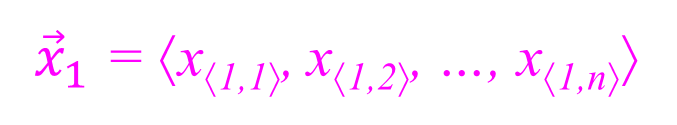 x⃗₁ = ⟨x⟨1,1⟩, x⟨1,2⟩, ..., x⟨1,n⟩⟩